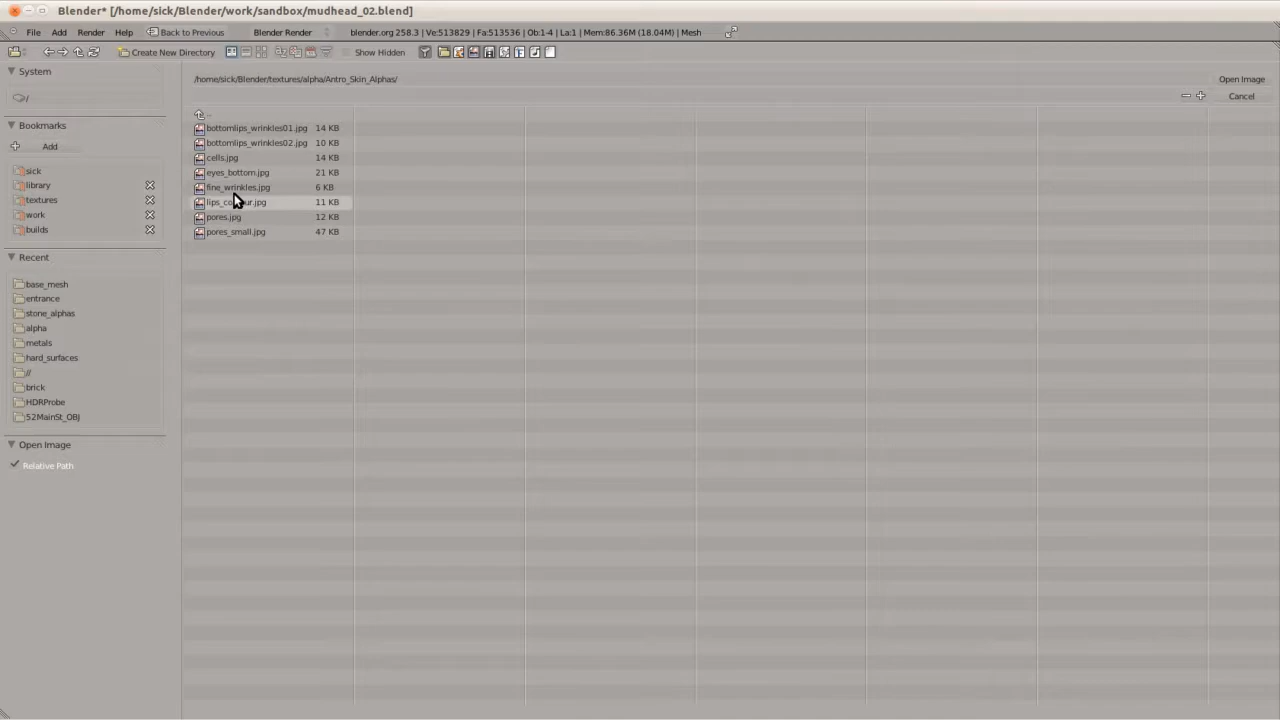 Blender* [/home/sick/Blender/work/sandbox/mudhead_02.blend]
File Add Render Help Back to Previous Blender Render blender.org 258.3 | Ve:513829 | Fa:513536 | Ob:1-4 | La:1 | Mem:86.36M (18.04M) | Mesh
Create New Directory Show Hidden
System
/
Bookmarks
Add
sick
library
textures
work
builds
Recent
base_mesh
entrance
stone_alphas
alpha
metals
hard_surfaces
//
brick
HDRProbe
52MainSt_OBJ
Open Image
Relative Path
/home/sick/Blender/textures/alpha/Antro_Skin_Alphas/ Open Image
Cancel
..
bottomlips_wrinkles01.jpg 14 KB
bottomlips_wrinkles02.jpg 10 KB
cells.jpg 14 KB
eyes_bottom.jpg 21 KB
fine_wrinkles.jpg 6 KB
11 KB
pores.jpg 12 KB
pores_small.jpg 47 KB